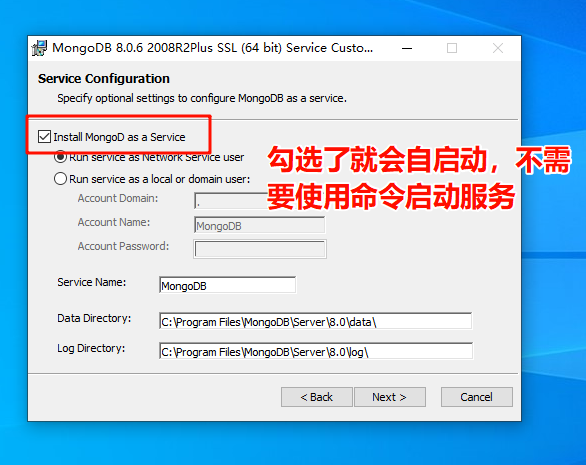 MongoDB 8.0.6 2008R2Plus SSL (64 bit) Service Custo...
Service Configuration
Specify optional settings to configure MongoDB as a service.
Install MongoD as a Service
Run service as Network Service user
Run service as a local or domain user:
Account Domain:
.
Account Name:
MongoDB
Account Password:
勾选了就会自启动，不需
要使用命令启动服务
Service Name:
MongoDB
Data Directory:
C:\Program Files\MongoDB\Server\8.0\data\
Log Directory:
C:\Program Files\MongoDB\Server\8.0\log\
< Back
Next >
Cancel